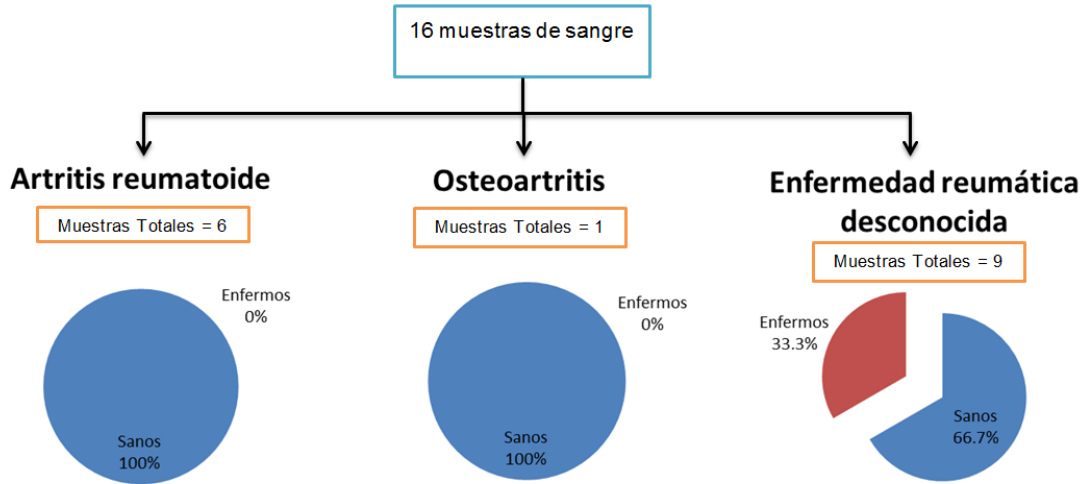 16 muestras de sangre
Artritis reumatoide
Muestras Totales = 6
Enfermos
0%
Sanos
100%
Osteoartritis
Muestras Totales = 1
Enfermos
0%
Sanos
100%
Enfermedad reumática
desconocida
Muestras Totales = 9
Enfermos
33.3%
Sanos
66.7%